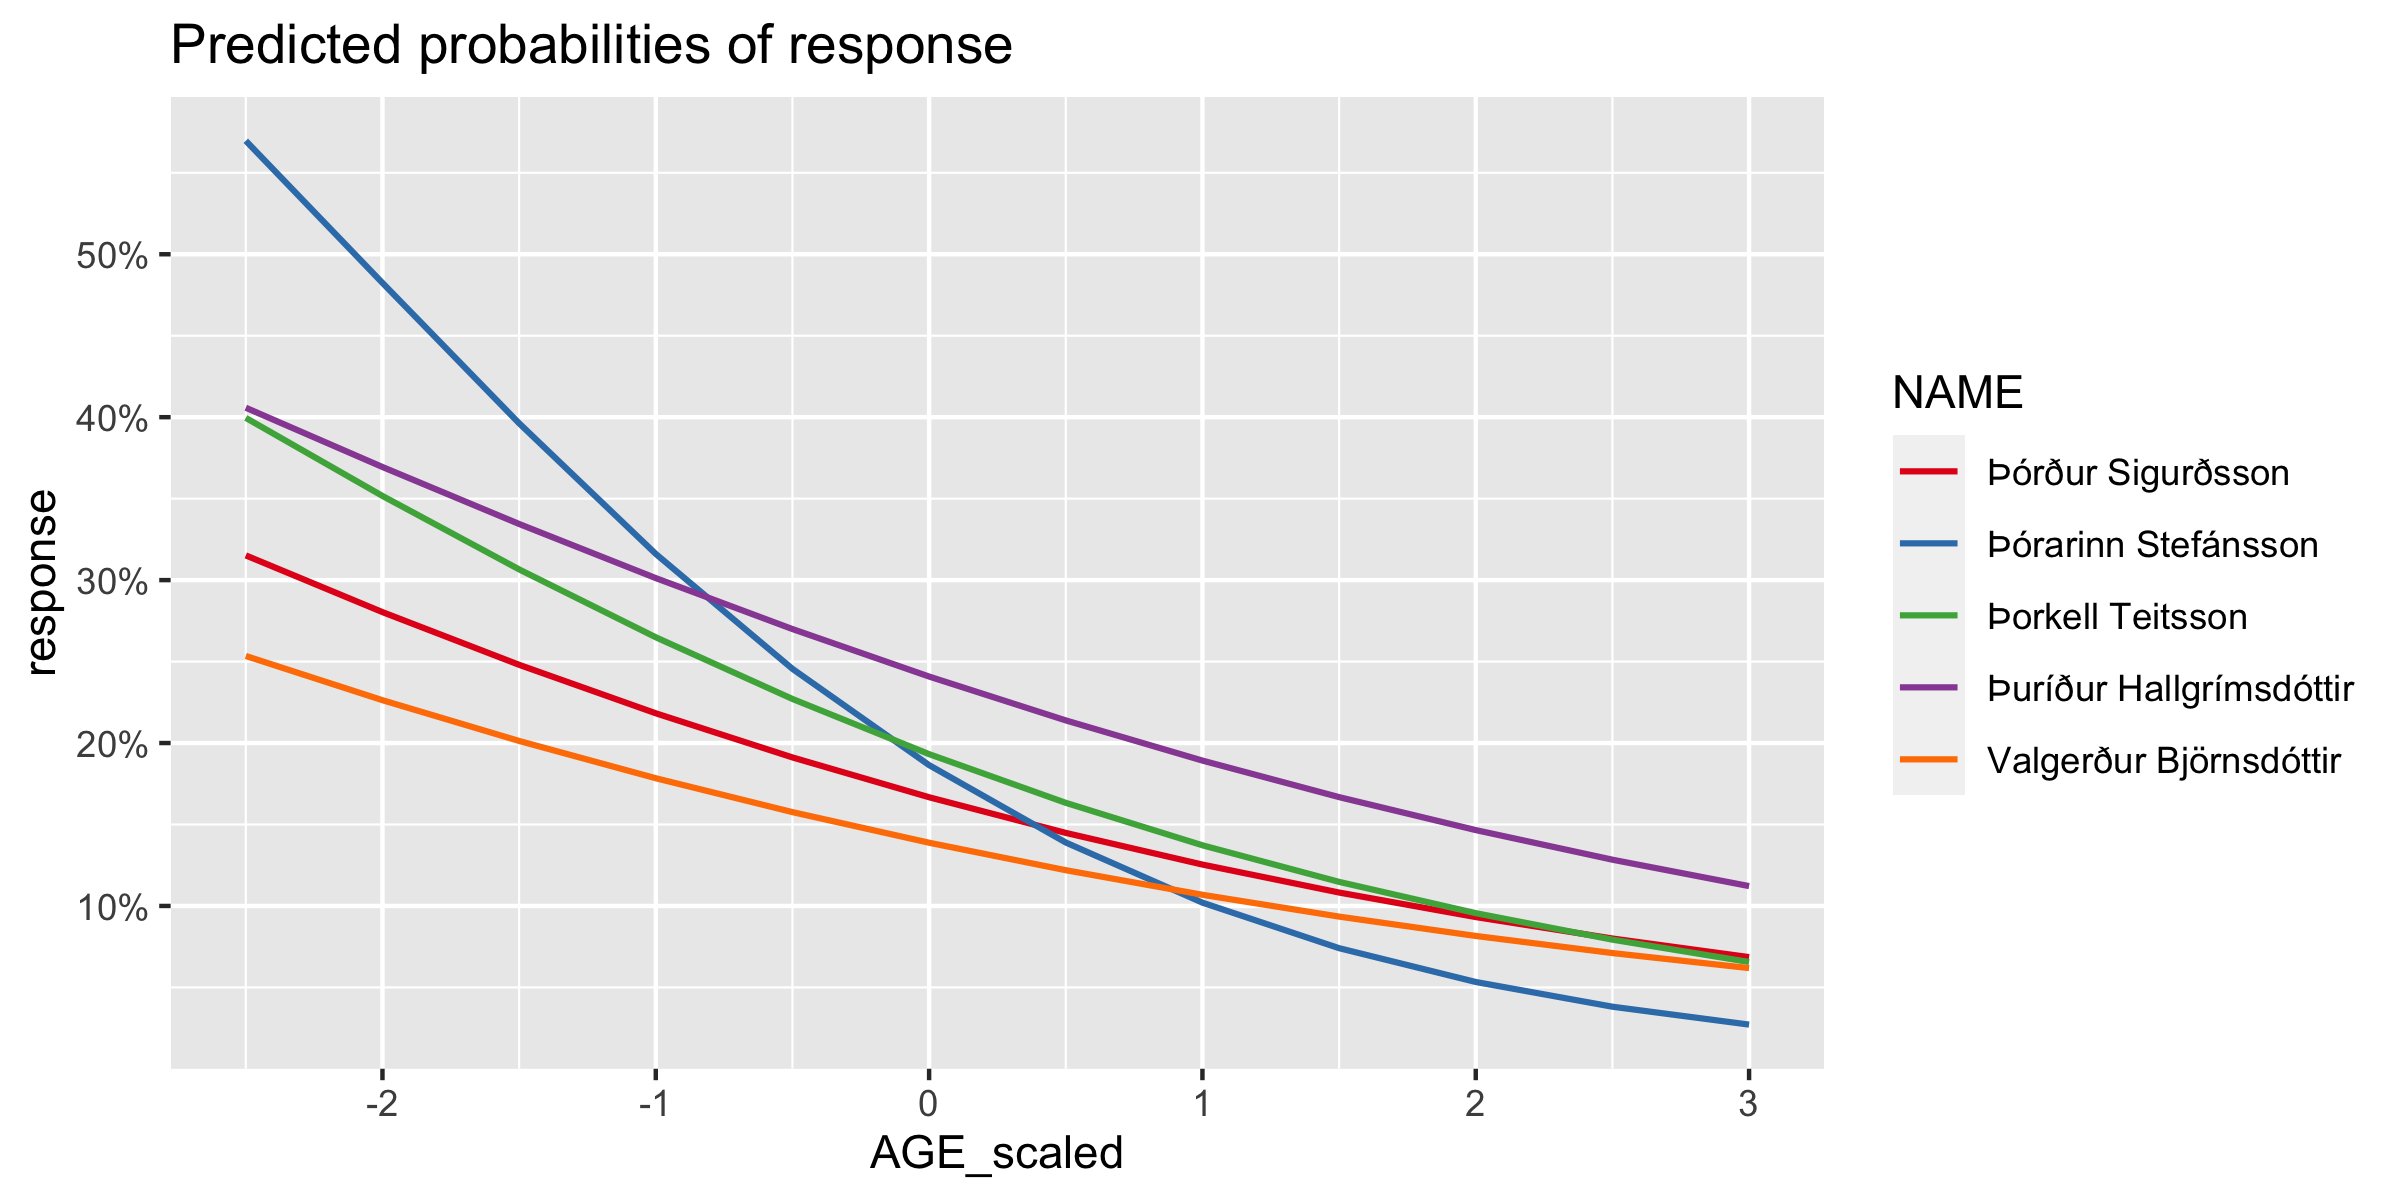 Predicted probabilities of response
response
50%
40%
30%
20%
10%
-2
-1
0
1
2
3
AGE_scaled
NAME
Þórður Sigurðsson
Þórarinn Stefánsson
Þorkell Teitsson
Þuríður Hallgrímsdóttir
Valgerður Björnsdóttir